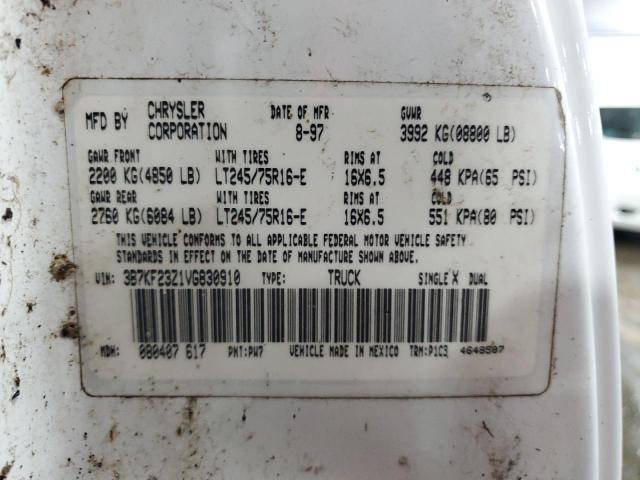 MFD BY CHRYSLER CORPORATION DATE OF MFR 8-97 GVWR 3992 KG(08800 LB)
GAWR FRONT WITH TIRES RIMS AT COLD
2200 KG(4850 LB) LT245/75R16-E 16X6.5 448 KPA(65 PSI)
GAWR REAR WITH TIRES RIMS AT COLD
2760 KG(6084 LB) LT245/75R16-E 16X6.5 551 KPA(80 PSI)
THIS VEHICLE CONFORMS TO ALL APPLICABLE FEDERAL MOTOR VEHICLE SAFETY
STANDARDS IN EFFECT ON THE DATE OF MANUFACTURE SHOWN ABOVE
VIN: 3B7KF23Z1VG830910 TYPE: TRUCK SINGLE X DUAL
MDH: 080407 617 PNT:PW7 VEHICLE MADE IN MEXICO TRM:P1C3 4648507